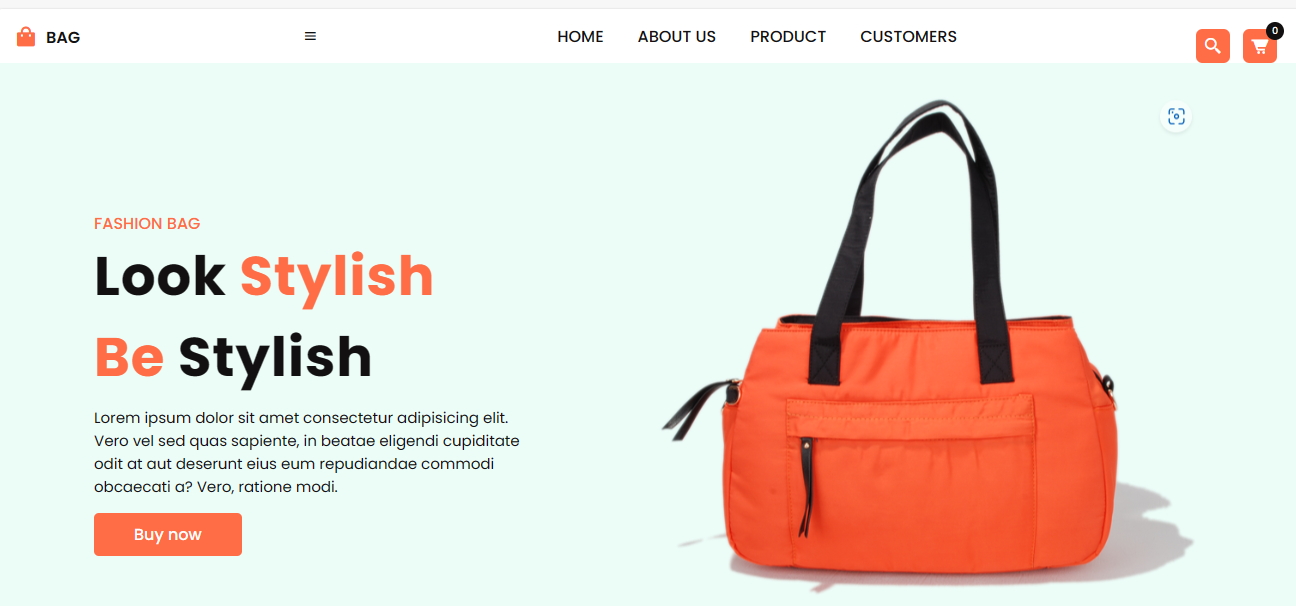 BAG
HOME ABOUT US PRODUCT CUSTOMERS
0
FASHION BAG
Look Stylish
Be Stylish
Lorem ipsum dolor sit amet consectetur adipisicing elit.
Vero vel sed quas sapiente, in beatae eligendi cupiditate
odit at aut deserunt eius eum repudiandae commodi
obcaecati a? Vero, ratione modi.
Buy now